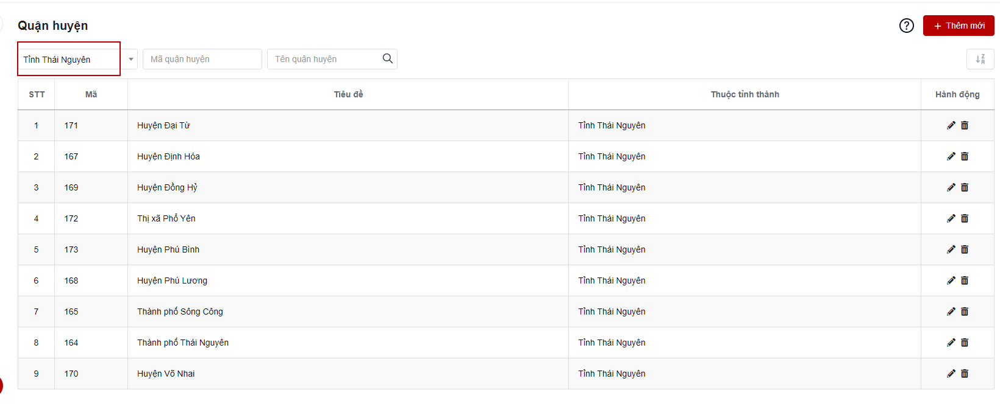 Quận huyện
? + Thêm mới
Tỉnh Thái Nguyên Mã quận huyện Tên quận huyện
STT Mã Tiêu đề Thuộc tỉnh thành Hành động
1 171 Huyện Đại Từ Tỉnh Thái Nguyên
2 167 Huyện Định Hóa Tỉnh Thái Nguyên
3 169 Huyện Đồng Hỷ Tỉnh Thái Nguyên
4 172 Thị xã Phổ Yên Tỉnh Thái Nguyên
5 173 Huyện Phú Bình Tỉnh Thái Nguyên
6 168 Huyện Phú Lương Tỉnh Thái Nguyên
7 165 Thành phố Sông Công Tỉnh Thái Nguyên
8 164 Thành phố Thái Nguyên Tỉnh Thái Nguyên
9 170 Huyện Võ Nhai Tỉnh Thái Nguyên